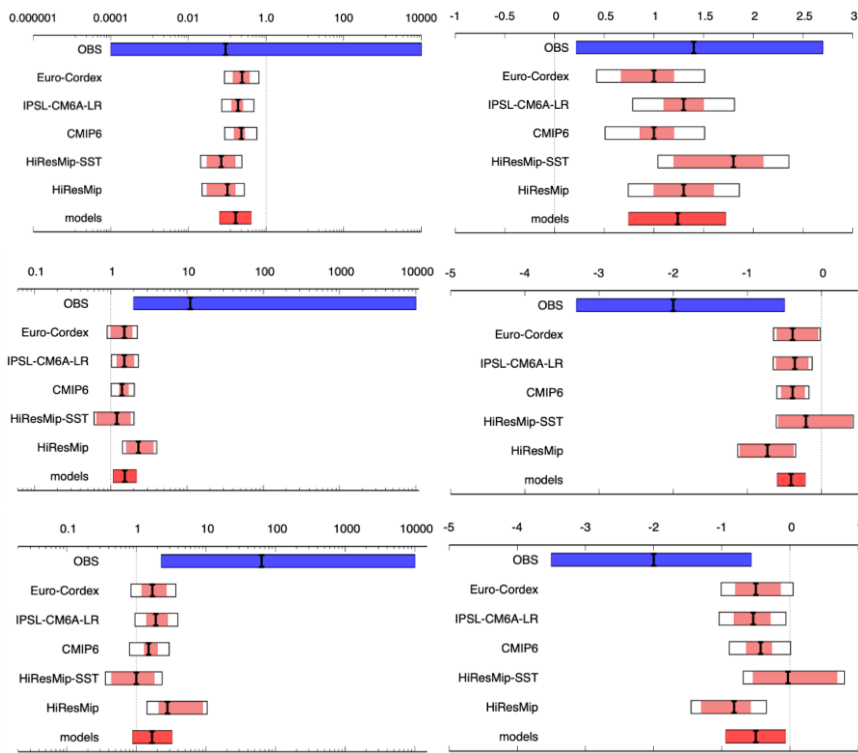 0.000001 0.0001 0.01 1.0 100 10000
OBS
Euro-Cordex
IPSL-CM6A-LR
CMIP6
HiResMip-SST
HiResMip
models
-1 0 0.5 1 1.5 2 2.5 3
OBS
Euro-Cordex
IPSL-CM6A-LR
CMIP6
HiResMip-SST
HiResMip
models
0.1 1 10 100 1000 10000
OBS
Euro-Cordex
IPSL-CM6A-LR
CMIP6
HiResMip-SST
HiResMip
models
-5 -4 -3 -2 -1 0
OBS
Euro-Cordex
IPSL-CM6A-LR
CMIP6
HiResMip-SST
HiResMip
models
0.1 1 10 100 1000 10000
OBS
Euro-Cordex
IPSL-CM6A-LR
CMIP6
HiResMip-SST
HiResMip
models
-5 -4 -3 -2 -1 0
OBS
Euro-Cordex
IPSL-CM6A-LR
CMIP6
HiResMip-SST
HiResMip
models